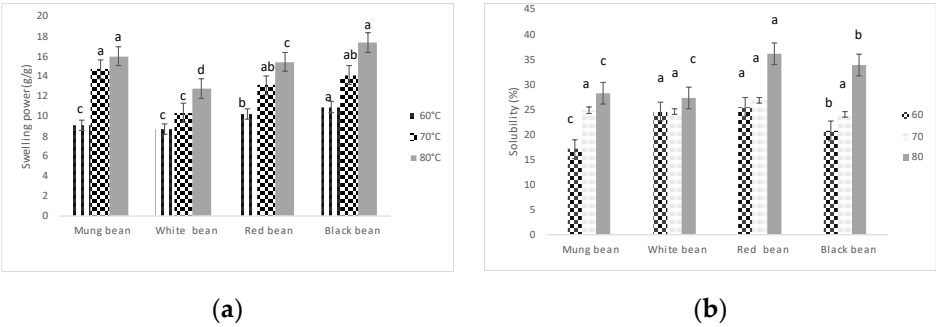 20
18
16
14
12
10
8
6
4
2
0
Swelling power(g/g)
c a a
c c d
b ab c
a ab a
Mung bean White bean Red bean Black bean
60°C
70°C
80°C
(a)
45
40
35
30
25
20
15
10
5
0
Solubility (%)
c a c
a a c
a a a
b a b
Mung bean White bean Red bean Black bean
60
70
80
(b)